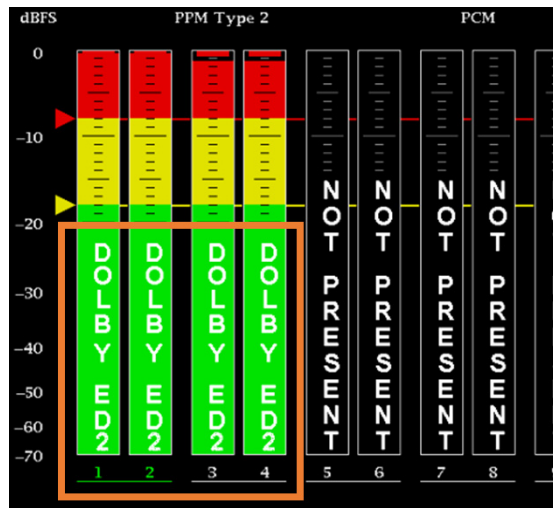 dBFS PPM Type 2 PCM
0
-10
-20
-30
-40
-50
-60
-70
DOLBY ED2
DOLBY ED2
DOLBY ED2
DOLBY ED2
NOT PRESENT
NOT PRESENT
NOT PRESENT
NOT PRESENT
1 2 3 4 5 6 7 8